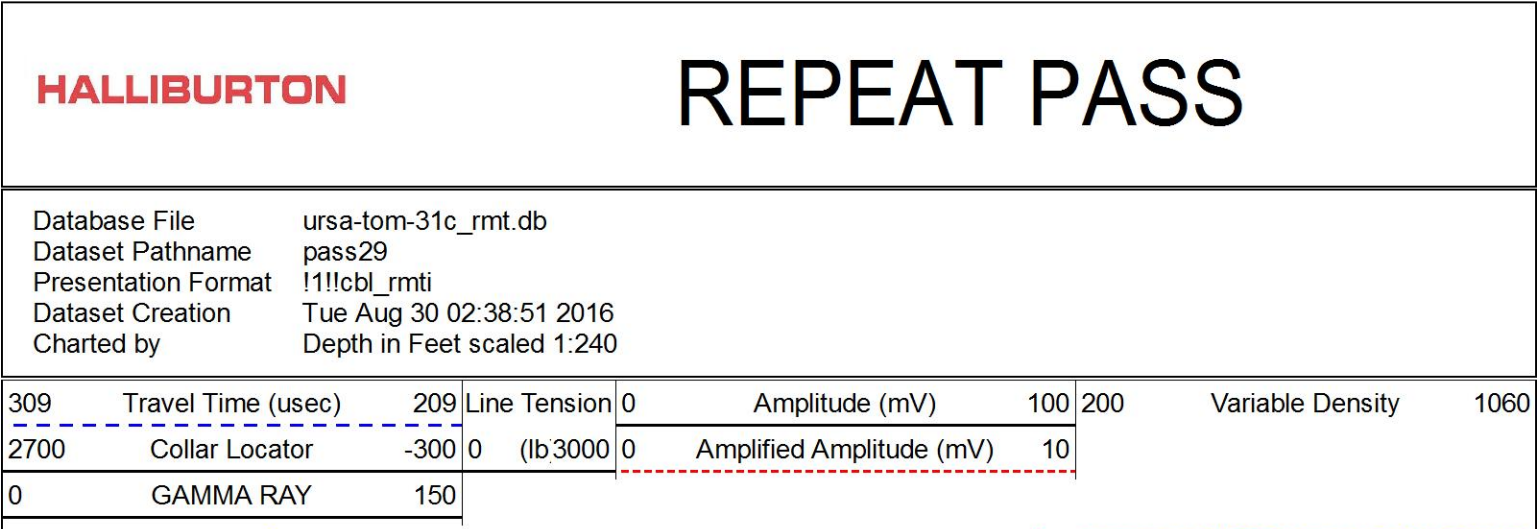 HALLIBURTON
REPEAT PASS
Database File ursa-tom-31c_rmt.db
Dataset Pathname pass29
Presentation Format !1!!cbl_rmti
Dataset Creation Tue Aug 30 02:38:51 2016
Charted by Depth in Feet scaled 1:240
309 Travel Time (usec) 209 Line Tension 0 Amplitude (mV) 100 200 Variable Density 1060
2700 Collar Locator -300 0 (lb 3000 0 Amplified Amplitude (mV) 10
0 GAMMA RAY 150